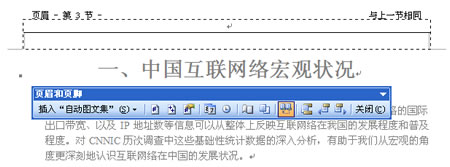 页眉 - 第 3 节 -
与上一节相同
一、中国互联网络宏观状况
页眉和页脚
插入“自动图文集”(S)
关闭(C)
络的国际
出口带宽、以及 IP 地址数等信息可以从整体上反映互联网络在我国的发展程度和普及
程度。对 CNNIC 历次调查中这些基础性统计数据的深入分析，有助于我们从宏观的角
度更深刻地认识互联网络在中国的发展状况。